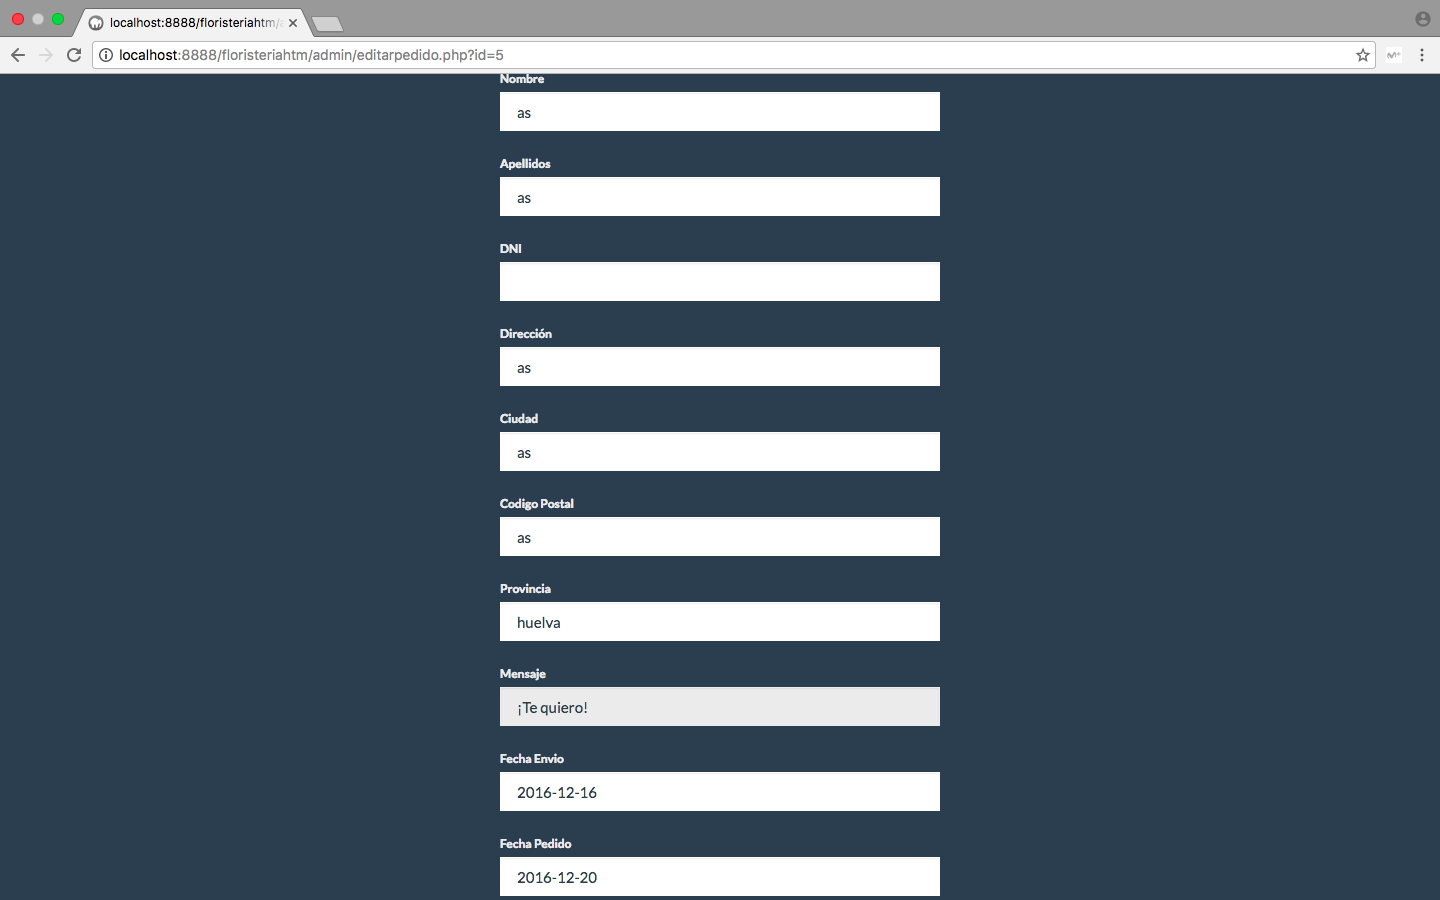 localhost:8888/floristeriahtm/a
localhost:8888/floristeriahtm/admin/editarpedido.php?id=5
Nombre
as
Apellidos
as
DNI
Dirección
as
Ciudad
as
Codigo Postal
as
Provincia
huelva
Mensaje
¡Te quiero!
Fecha Envio
2016-12-16
Fecha Pedido
2016-12-20